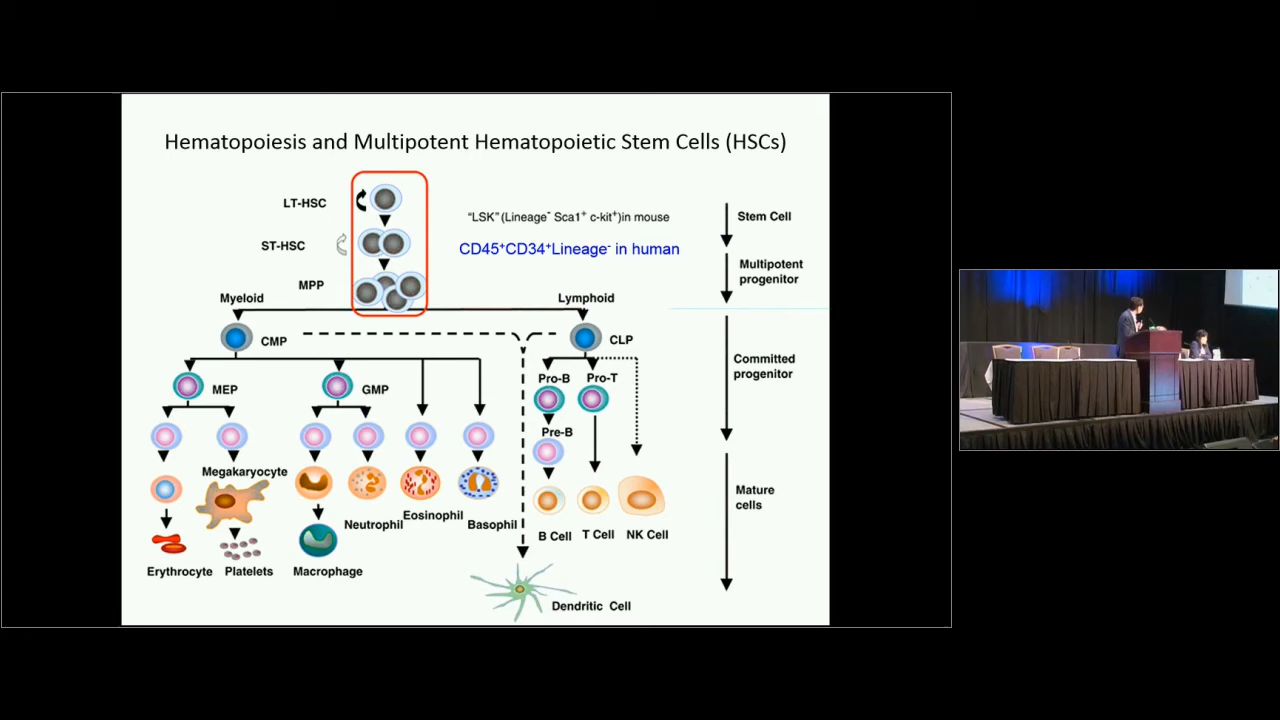 Hematopoiesis and Multipotent Hematopoietic Stem Cells (HSCs)
LT-HSC
"LSK" (Lineage⁻ Sca1⁺ c-kit⁺)in mouse
Stem Cell
ST-HSC
CD45⁺CD34⁺Lineage⁻ in human
MPP
Multipotent
progenitor
Myeloid
Lymphoid
CMP
CLP
Committed
progenitor
MEP
GMP
Pro-B
Pro-T
Pre-B
Megakaryocyte
Mature
cells
Neutrophil
Eosinophil
Basophil
B Cell
T Cell
NK Cell
Erythrocyte
Platelets
Macrophage
Dendritic Cell